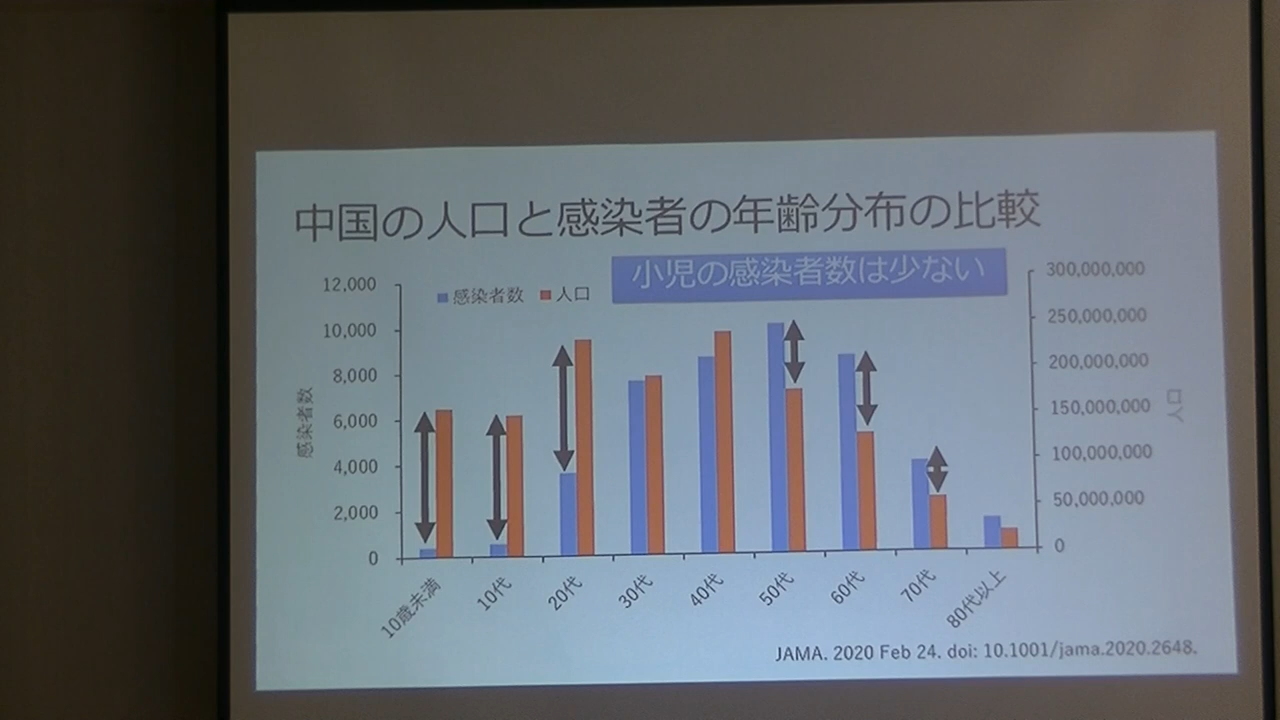 中国の人口と感染者の年齢分布の比較
小児の感染者数は少ない
感染者数 人口
12,000
10,000
8,000
6,000
4,000
2,000
0
感染者数
300,000,000
250,000,000
200,000,000
150,000,000
100,000,000
50,000,000
0
人口
10歳未満 10代 20代 30代 40代 50代 60代 70代 80代以上
JAMA. 2020 Feb 24. doi: 10.1001/jama.2020.2648.